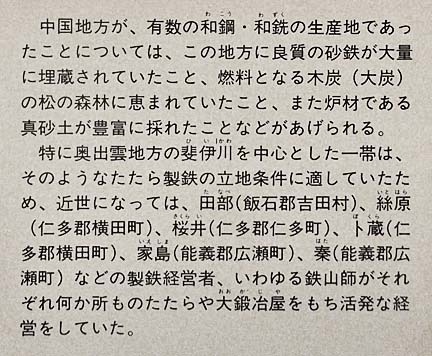 中国地方が、有数の和鋼・和銑の生産地であっ
たことについては、この地方に良質の砂鉄が大量
に埋蔵されていたこと、燃料となる木炭（大炭）
の松の森林に恵まれていたこと、また炉材である
真砂土が豊富に採れたことなどがあげられる。
特に奥出雲地方の斐伊川を中心とした一帯は、
そのようなたたら製鉄の立地条件に適していたた
め、近世になっては、田部(飯石郡吉田村)、絲原
（仁多郡横田町）、桜井(仁多郡仁多町）、卜蔵(仁
多郡横田町)、家島(能義郡広瀬町)、秦(能義郡広
瀬町）などの製鉄経営者、いわゆる鉄山師がそれ
ぞれ何か所ものたたらや大鍛冶屋をもち活発な経
営をしていた。